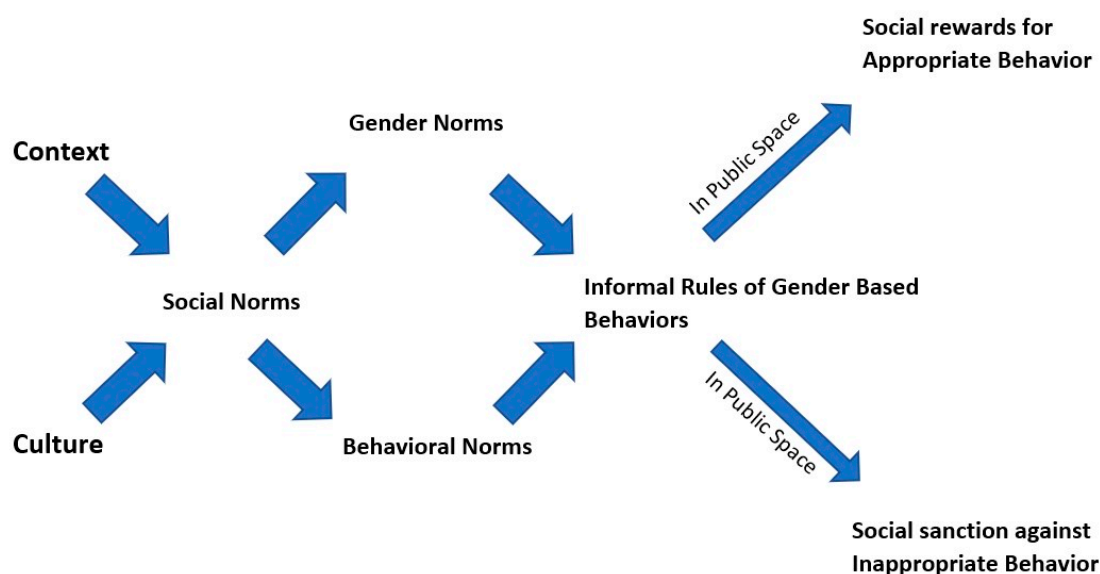 Social rewards for
Appropriate Behavior
Gender Norms
Context
In Public Space
Social Norms
Informal Rules of Gender Based
Behaviors
In Public Space
Culture
Behavioral Norms
Social sanction against
Inappropriate Behavior